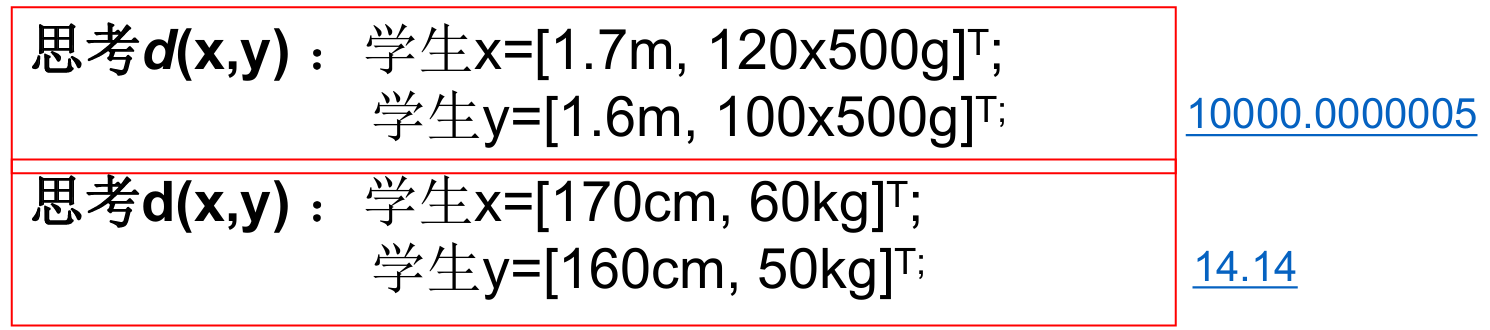 思考d(x,y) ：学生x=[1.7m, 120x500g]ᵀ;
学生y=[1.6m, 100x500g]ᵀ;
10000.0000005
思考d(x,y) ：学生x=[170cm, 60kg]ᵀ;
学生y=[160cm, 50kg]ᵀ;
14.14